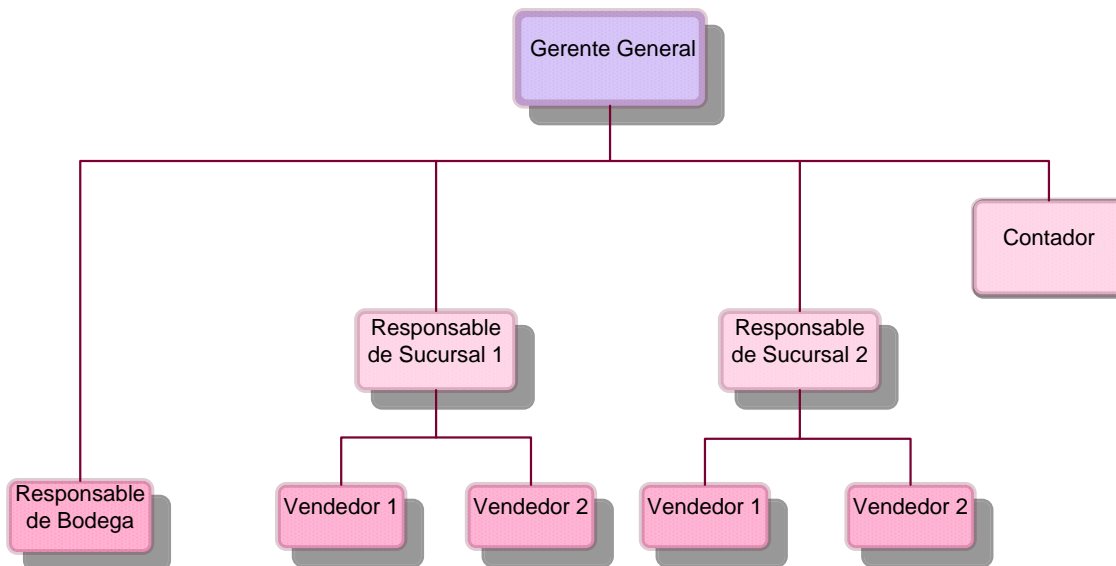 Gerente General
Contador
Responsable
de Sucursal 1
Responsable
de Sucursal 2
Responsable
de Bodega
Vendedor 1
Vendedor 2
Vendedor 1
Vendedor 2